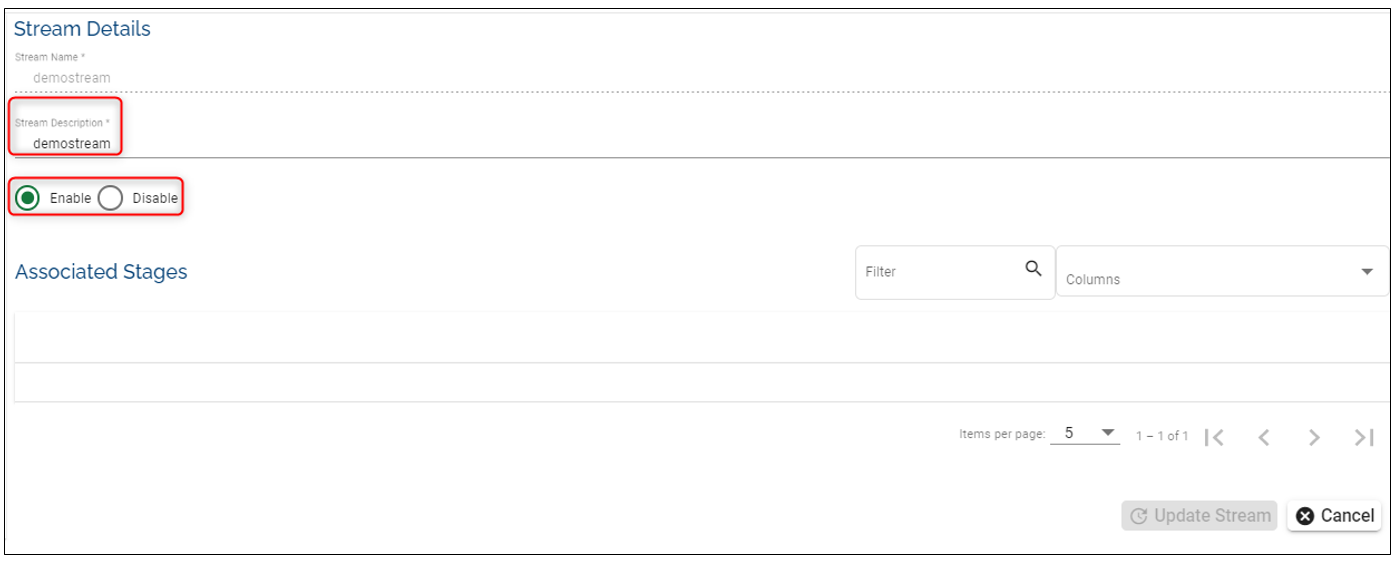 Stream Details
Stream Name *
demostream
Stream Description *
demostream
Enable Disable
Associated Stages
Filter
Columns
Items per page: 5 1 – 1 of 1
Update Stream Cancel